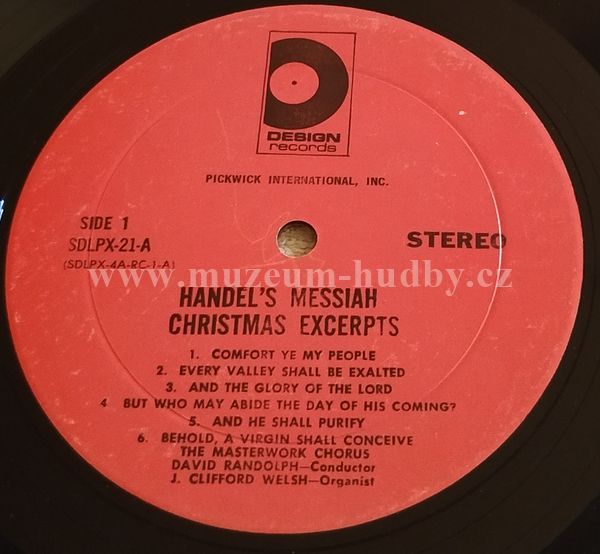 DESIGN
records
PICKWICK INTERNATIONAL, INC.
SIDE 1
SDLPX-21-A
(SDLPX-4A-RC-1-A)
STEREO
www.muzeum-hudby.cz
HANDEL'S MESSIAH
CHRISTMAS EXCERPTS
1. COMFORT YE MY PEOPLE
2. EVERY VALLEY SHALL BE EXALTED
3. AND THE GLORY OF THE LORD
4 BUT WHO MAY ABIDE THE DAY OF HIS COMING?
5. AND HE SHALL PURIFY
6. BEHOLD, A VIRGIN SHALL CONCEIVE
THE MASTERWORK CHORUS
DAVID RANDOLPH—Conductor
J. CLIFFORD WELSH—Organist